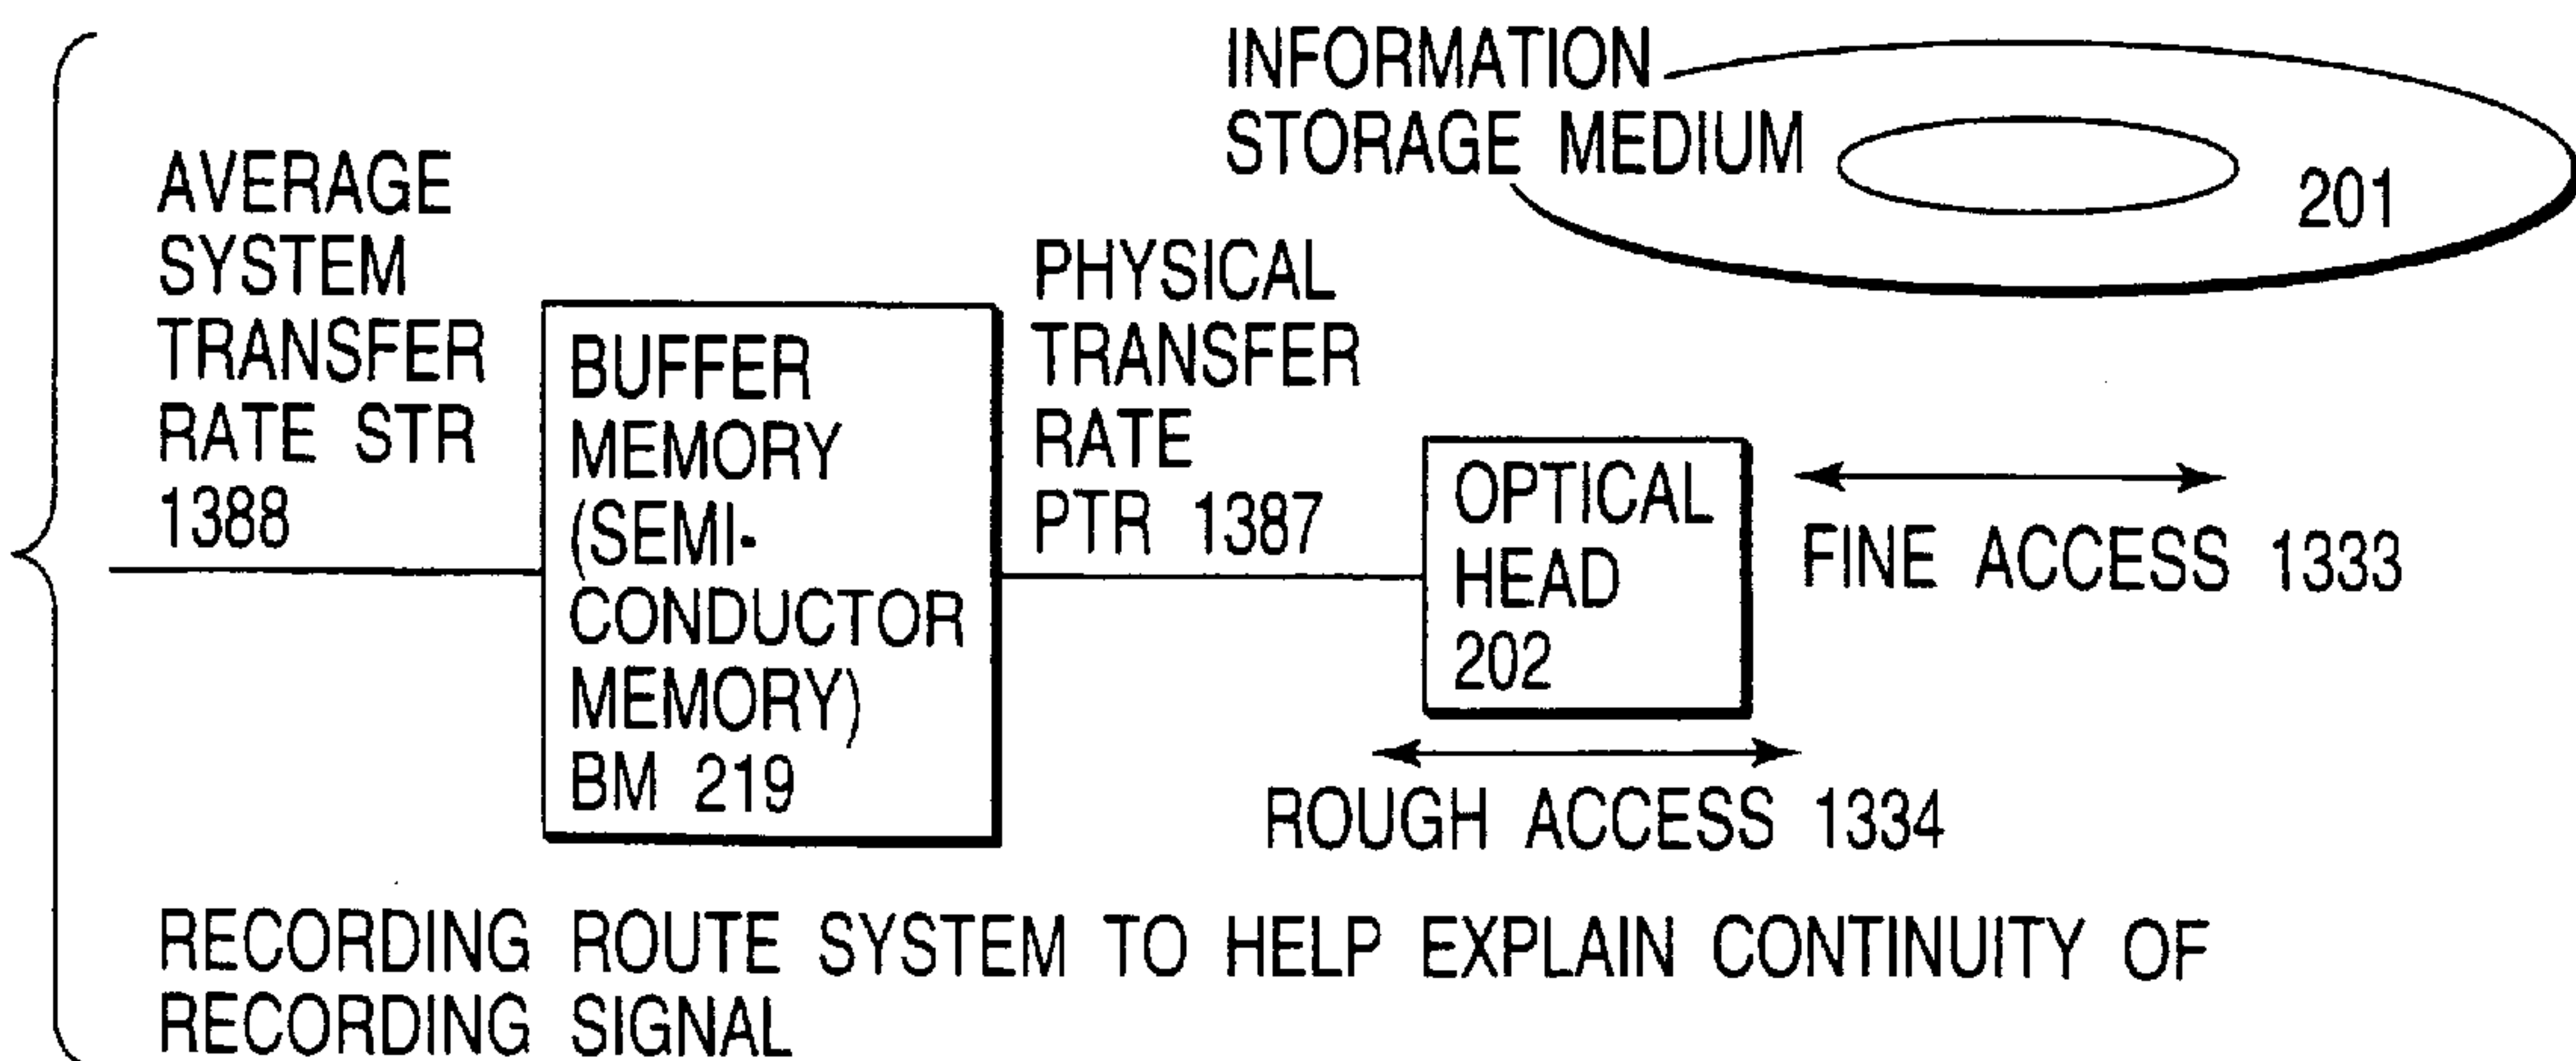 INFORMATION
STORAGE MEDIUM
201
AVERAGE
SYSTEM
TRANSFER
RATE STR
1388
BUFFER
MEMORY
(SEMI-
CONDUCTOR
MEMORY)
BM 219
PHYSICAL
TRANSFER
RATE
PTR 1387
OPTICAL
HEAD
202
FINE ACCESS 1333
ROUGH ACCESS 1334
RECORDING ROUTE SYSTEM TO HELP EXPLAIN CONTINUITY OF
RECORDING SIGNAL